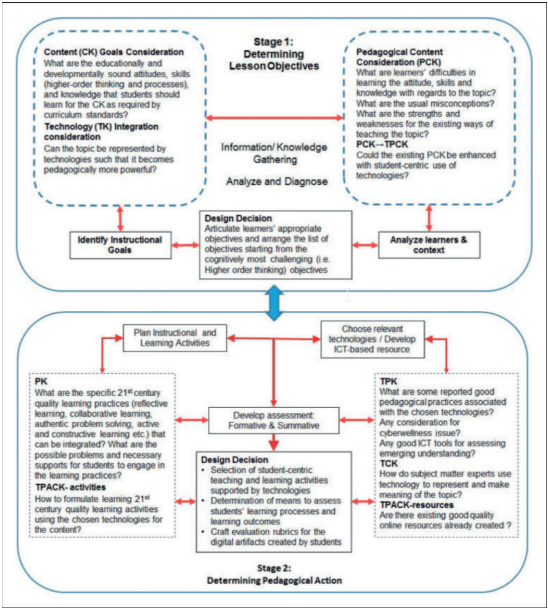 Stage 1:
Determining
Lesson Objectives
Content (CK) Goals Consideration
What are the educationally and
developmentally sound attitudes, skills
(higher-order thinking and processes),
and knowledge that students should
learn for the CK as required by
curriculum standards?
Technology (TK) Integration
consideration
Can the topic be represented by
technologies such that it becomes
pedagogically more powerful?
Pedagogical Content
Consideration (PCK)
What are learners' difficulties in
learning the attitude, skills and
knowledge with regards to the topic?
What are the usual misconceptions?
What are the strengths and
weaknesses for the existing ways of
teaching the topic?
PCK→TPCK
Could the existing PCK be enhanced
with student-centric use of
technologies?
Information/ Knowledge
Gathering
Analyze and Diagnose
Identify Instructional
Goals
Design Decision
Articulate learners' appropriate
objectives and arrange the list of
objectives starting from the
cognitively most challenging (i.e.
Higher order thinking) objectives
Analyze learners &
context
Plan Instructional and
Learning Activities
Choose relevant
technologies / Develop
ICT-based resource
PK
What are the specific 21st century
quality learning practices (reflective
learning, collaborative learning,
authentic problem solving, active
and constructive learning etc.) that
can be integrated? What are the
possible problems and necessary
supports for students to engage in
the learning practices?
TPACK- activities
How to formulate learning 21st
century quality learning activities
using the chosen technologies for
the content?
Develop assessment:
Formative & Summative
Design Decision
• Selection of student-centric
teaching and learning activities
supported by technologies
• Determination of means to assess
students' learning processes and
learning outcomes
• Craft evaluation rubrics for the
digital artifacts created by students
TPK
What are some reported good
pedagogical practices associated
with the chosen technologies?
Any consideration for
cyberwellness issue?
Any good ICT tools for assessing
emerging understanding?
TCK
How do subject matter experts use
technology to represent and make
meaning of the topic?
TPACK-resources
Are there existing good quality
online resources already created ?
Stage 2:
Determining Pedagogical Action